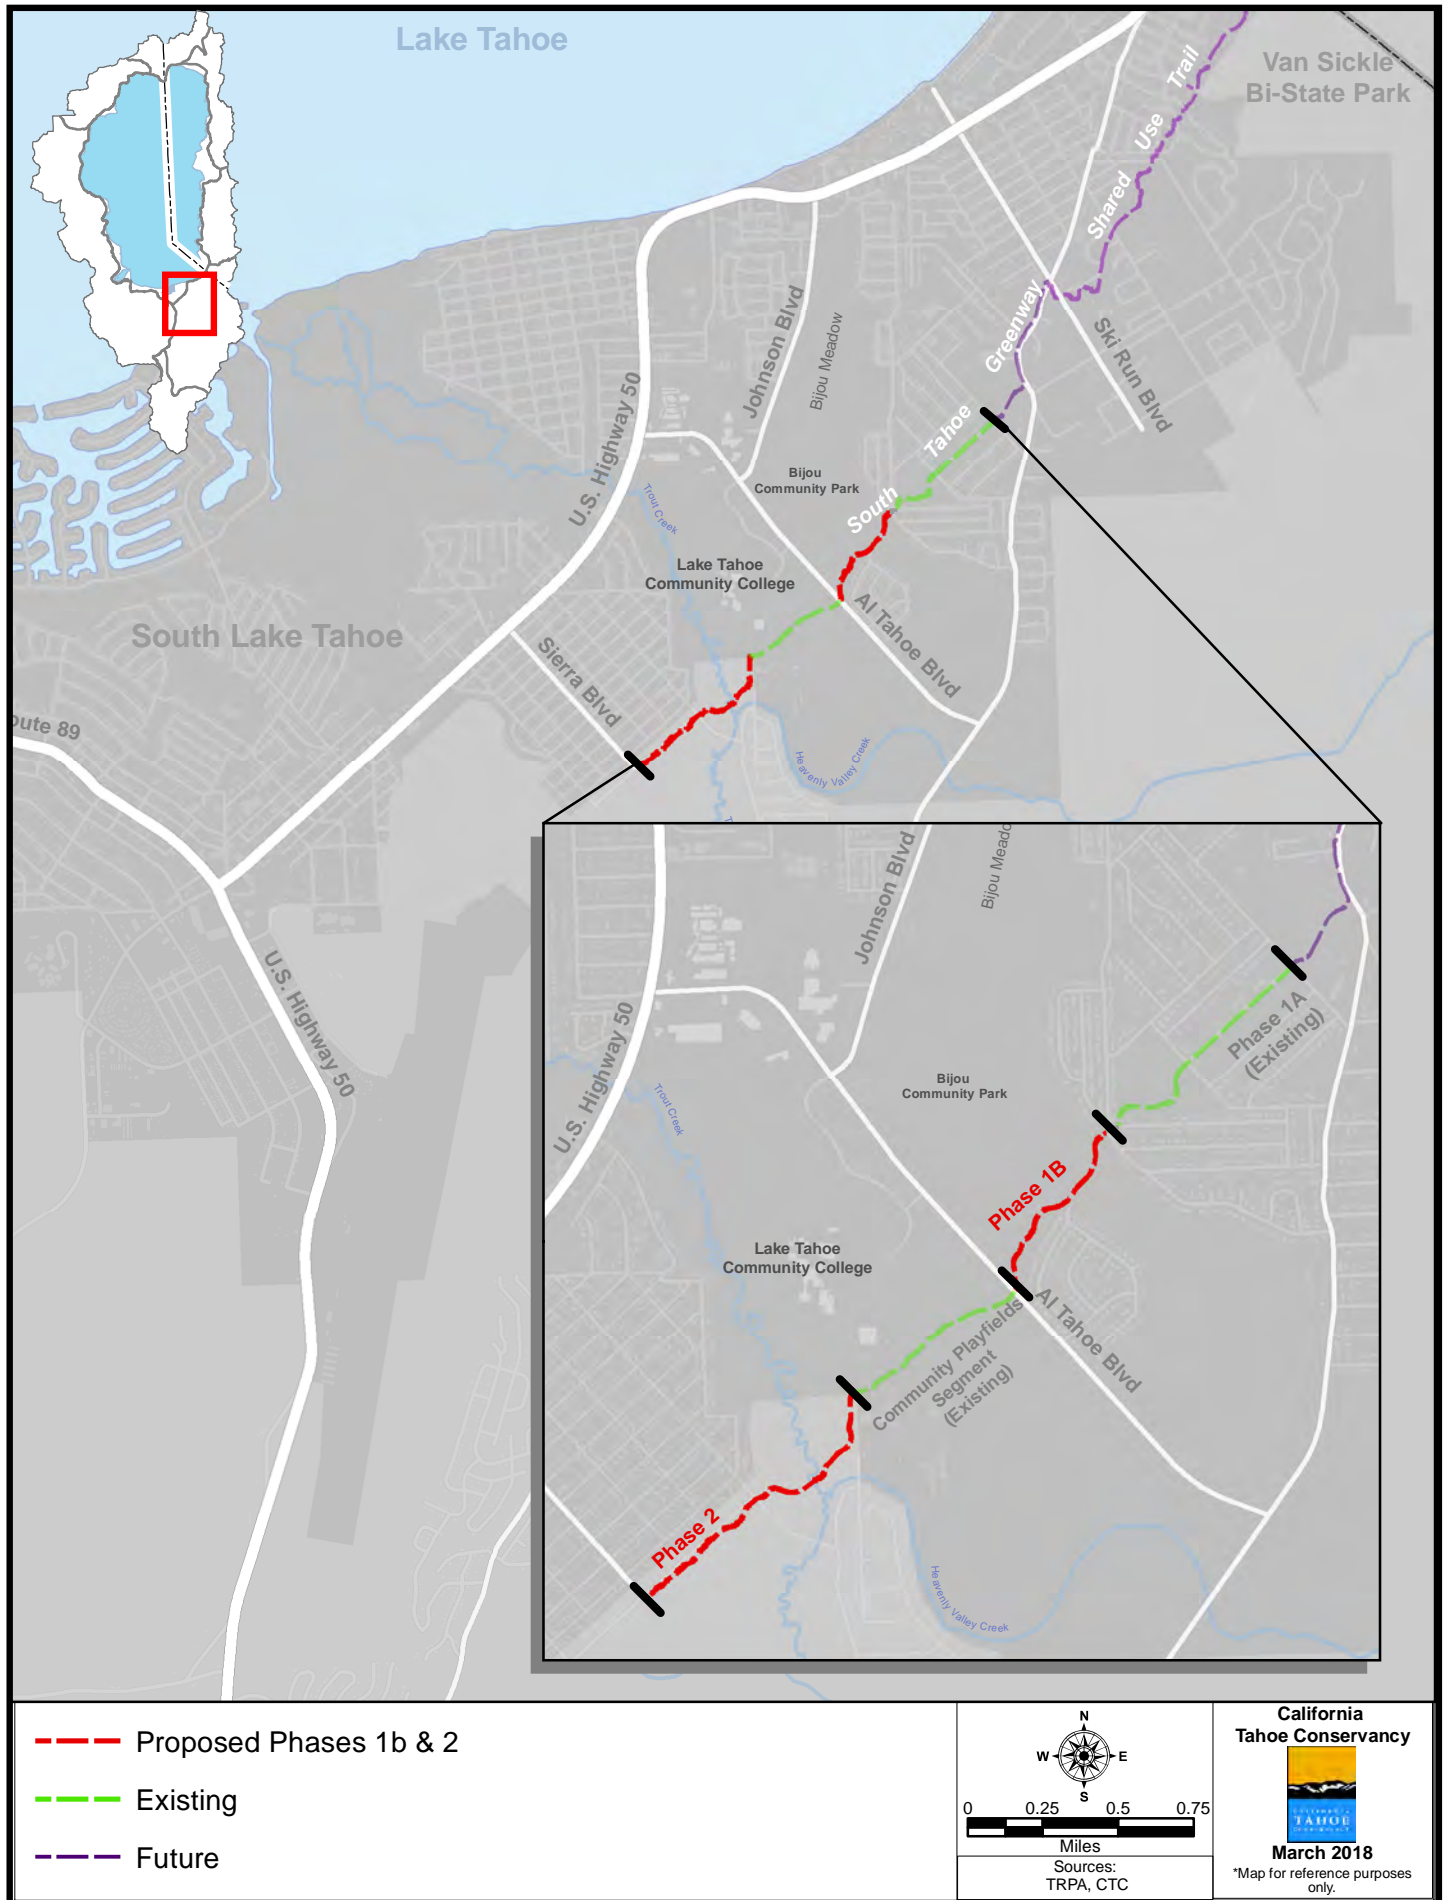 Lake Tahoe
Van Sickle
Bi-State Park
South Tahoe Greenway Shared Use Trail
Johnson Blvd
Bijou Meadow
Ski Run Blvd
U.S. Highway 50
Bijou
Community Park
Trout Creek
Lake Tahoe
Community College
Al Tahoe Blvd
South Lake Tahoe
Sierra Blvd
oute 89
Heavenly Valley Creek
T
U.S. Highway 50
Johnson Blvd
Bijou Meado
U.S. Highway 50
Phase 1A
(Existing)
Bijou
Community Park
Trout Creek
Phase 1B
Lake Tahoe
Community College
Al Tahoe Blvd
Community Playfields
Segment
(Existing)
Phase 2
Heavenly Valley Creek
Proposed Phases 1b & 2
Existing
Future
N
W E
S
0 0.25 0.5 0.75
Miles
Sources:
TRPA, CTC
California
Tahoe Conservancy
TAHOE
March 2018
*Map for reference purposes
only.